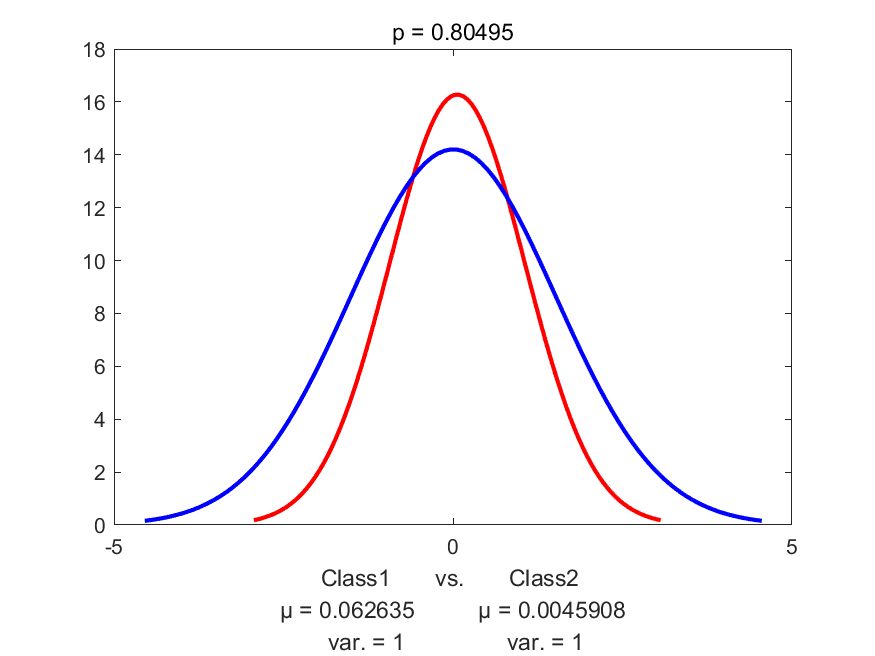 p = 0.80495
18
16
14
12
10
8
6
4
2
0
-5 0 5
Class1 vs. Class2
μ = 0.062635 μ = 0.0045908
var. = 1 var. = 1